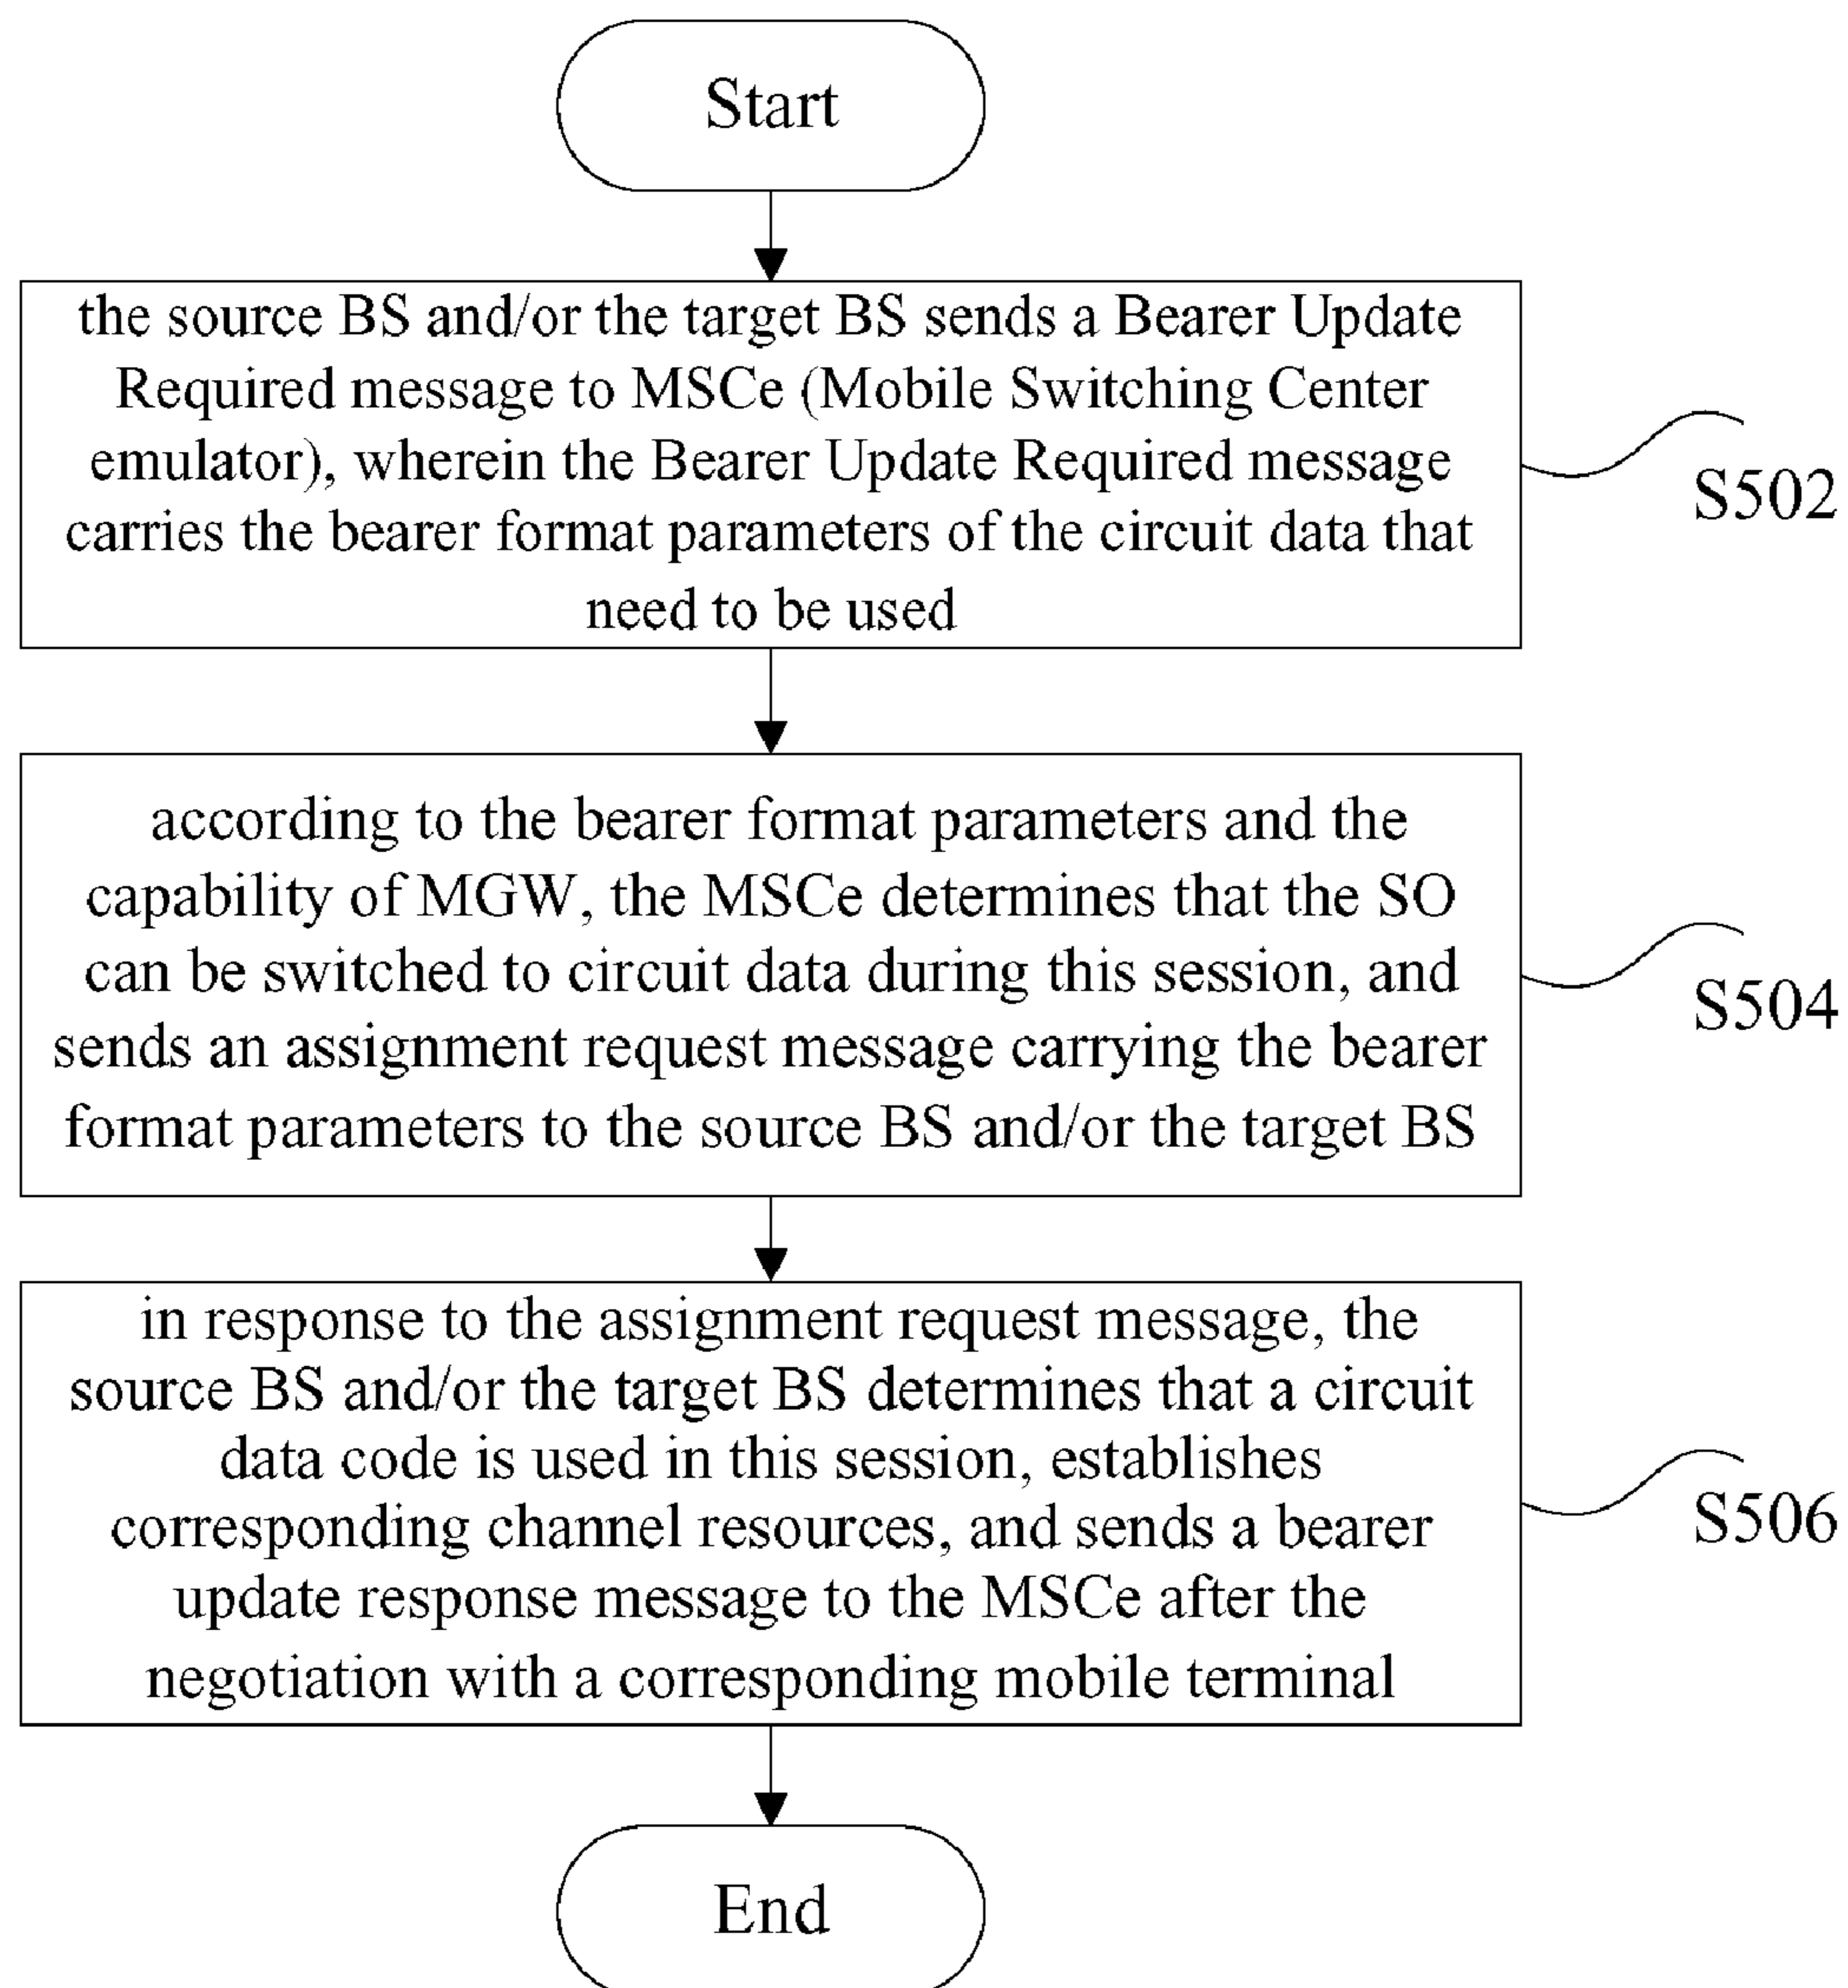 Start
the source BS and/or the target BS sends a Bearer Update
Required message to MSCe (Mobile Switching Center
emulator), wherein the Bearer Update Required message
carries the bearer format parameters of the circuit data that
need to be used
S502
according to the bearer format parameters and the
capability of MGW, the MSCe determines that the SO
can be switched to circuit data during this session, and
sends an assignment request message carrying the bearer
format parameters to the source BS and/or the target BS
S504
in response to the assignment request message, the
source BS and/or the target BS determines that a circuit
data code is used in this session, establishes
corresponding channel resources, and sends a bearer
update response message to the MSCe after the
negotiation with a corresponding mobile terminal
S506
End